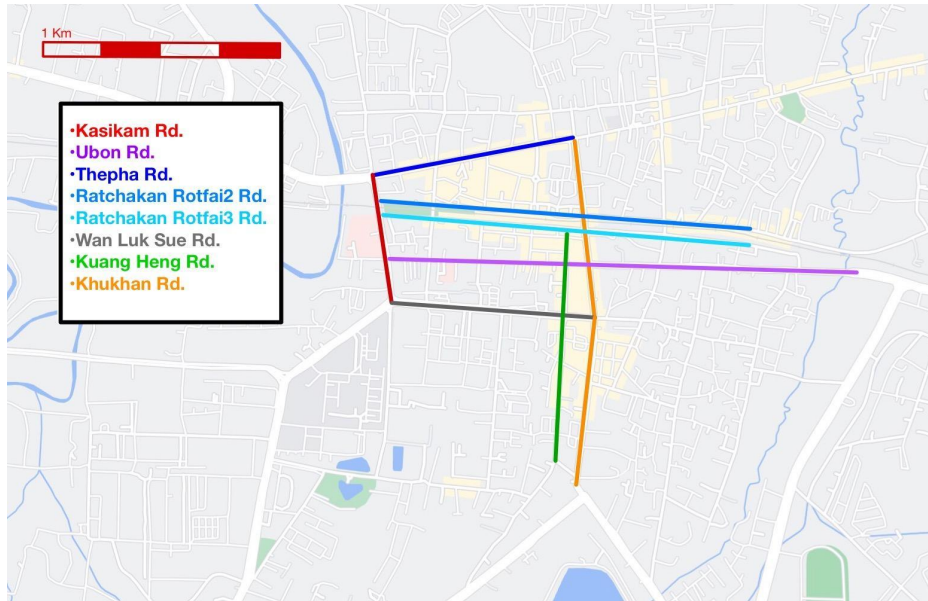 1 Km
•Kasikam Rd.
•Ubon Rd.
•Thepha Rd.
•Ratchakan Rotfai2 Rd.
•Ratchakan Rotfai3 Rd.
•Wan Luk Sue Rd.
•Kuang Heng Rd.
•Khukhan Rd.